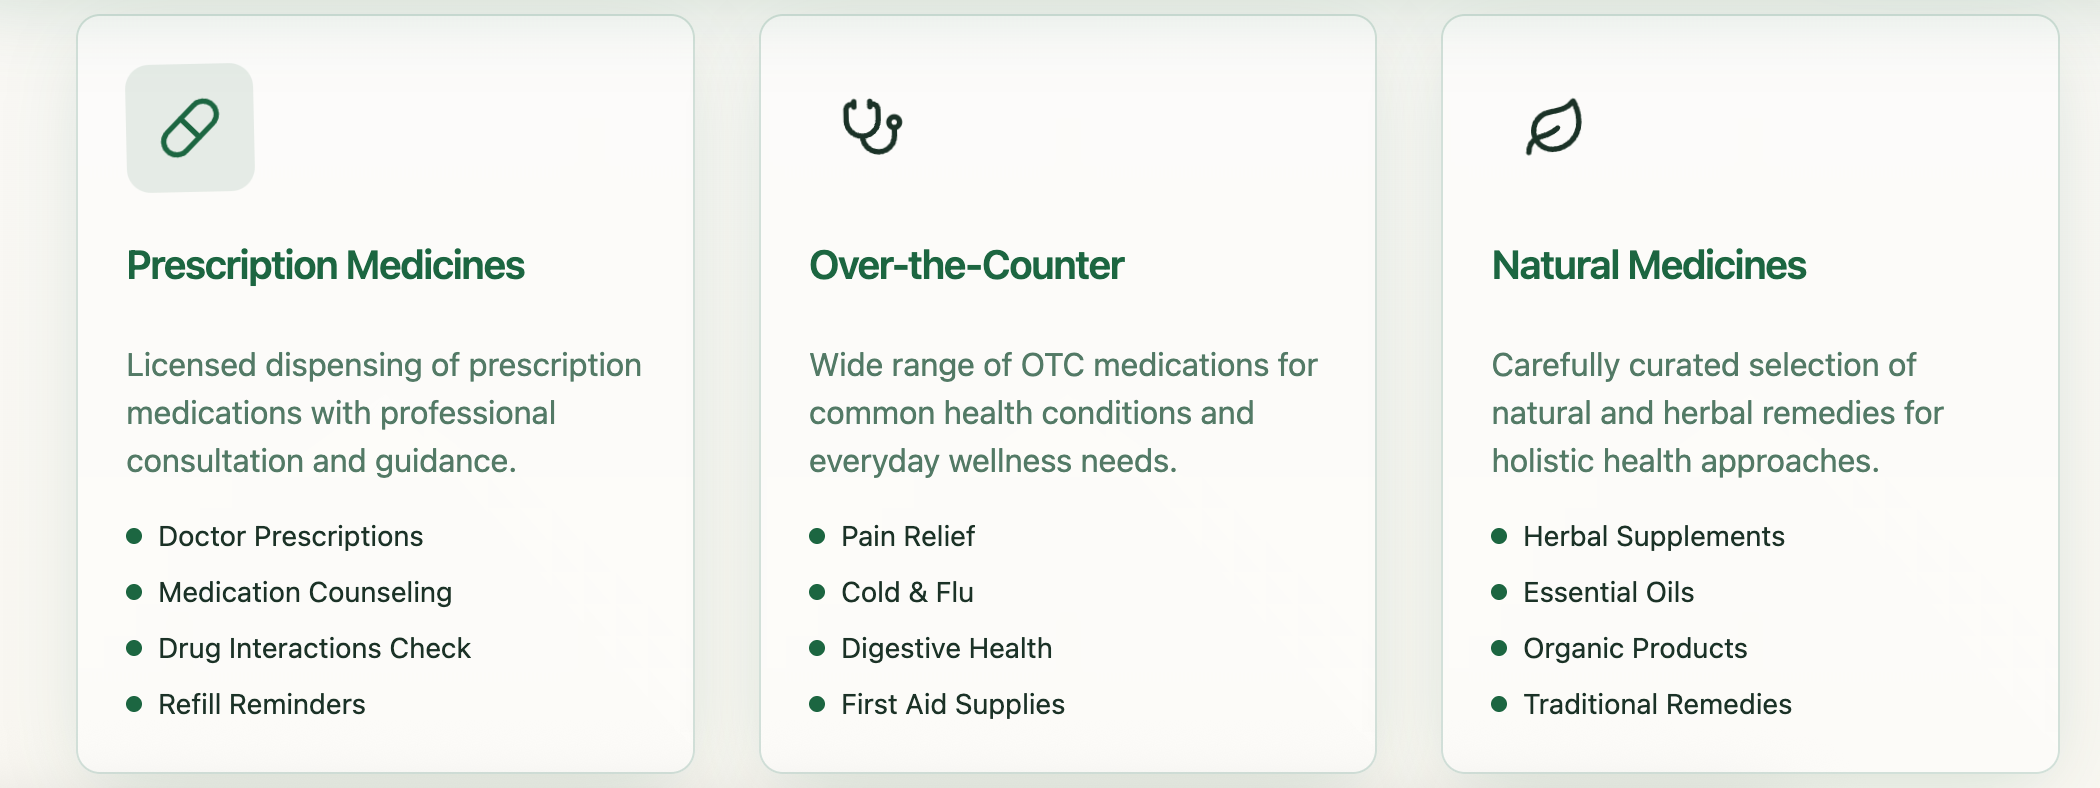 Prescription Medicines
Licensed dispensing of prescription
medications with professional
consultation and guidance.
Doctor Prescriptions
Medication Counseling
Drug Interactions Check
Refill Reminders
Over-the-Counter
Wide range of OTC medications for
common health conditions and
everyday wellness needs.
Pain Relief
Cold & Flu
Digestive Health
First Aid Supplies
Natural Medicines
Carefully curated selection of
natural and herbal remedies for
holistic health approaches.
Herbal Supplements
Essential Oils
Organic Products
Traditional Remedies